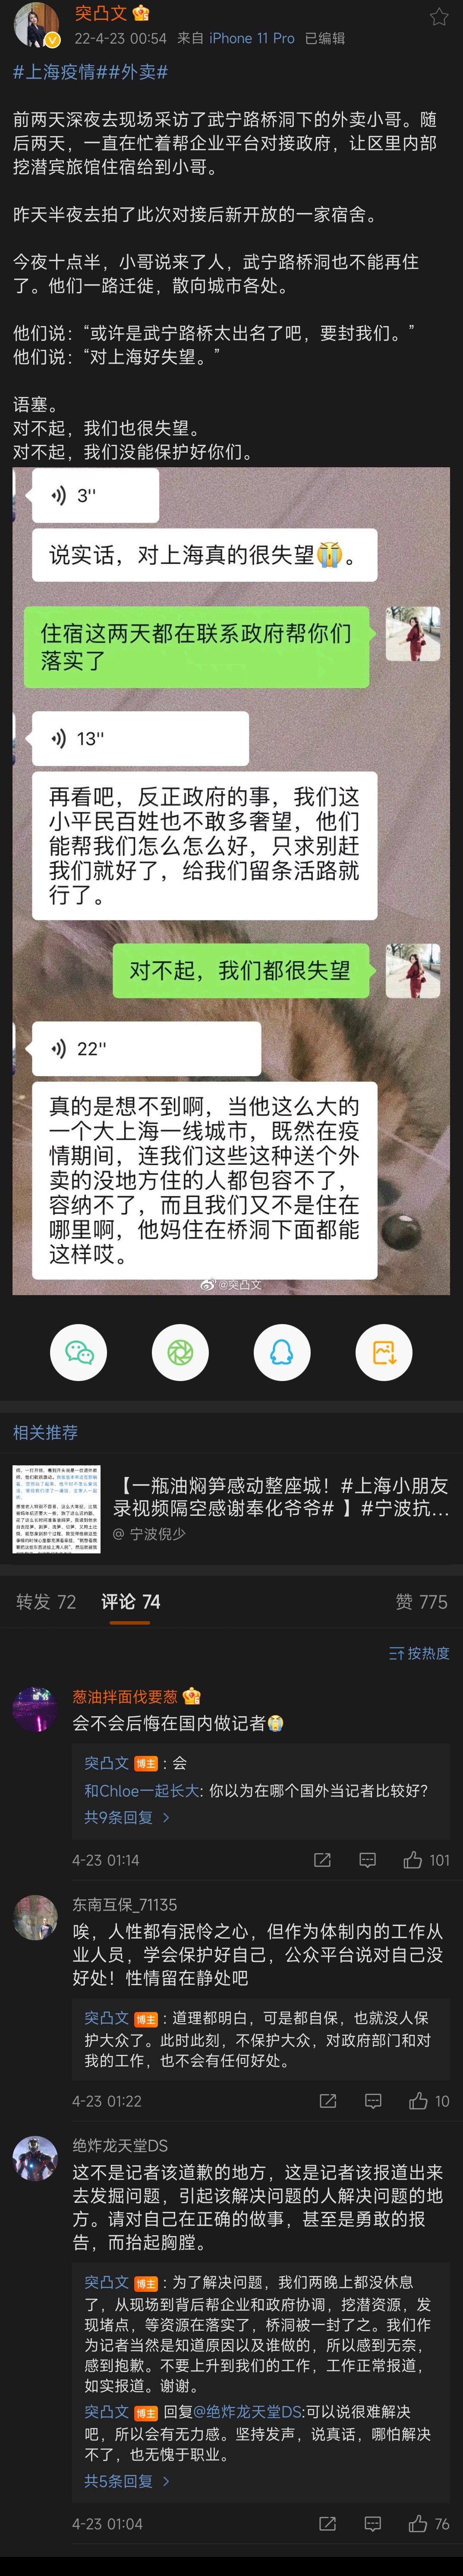 突凸文
22-4-23 00:54 来自 iPhone 11 Pro 已编辑
#上海疫情##外卖#
前两天深夜去现场采访了武宁路桥洞下的外卖小哥。随
后两天，一直在忙着帮企业平台对接政府，让区里内部
挖潜宾旅馆住宿给到小哥。
昨天半夜去拍了此次对接后新开放的一家宿舍。
今夜十点半，小哥说来了人，武宁路桥洞也不能再住
了。他们一路迁徙，散向城市各处。
他们说：“或许是武宁路桥太出名了吧，要封我们。”
他们说：“对上海好失望。”
语塞。
对不起，我们也很失望。
对不起，我们没能保护好你们。
3''
说实话，对上海真的很失望😭。
住宿这两天都在联系政府帮你们
落实了
13''
再看吧，反正政府的事，我们这
小平民百姓也不敢多奢望，他们
能帮我们怎么怎么好，只求别赶
我们就好了，给我们留条活路就
行了。
对不起，我们都很失望
22''
真的是想不到啊，当他这么大的
一个大上海一线城市，既然在疫
情期间，连我们这些这种送个外
卖的没地方住的人都包容不了，
容纳不了，而且我们又不是住在
哪里啊，他妈住在桥洞下面都能
这样哎。
@突凸文
相关推荐
【一瓶油焖笋感动整座城！#上海小朋友
录视频隔空感谢奉化爷爷# 】#宁波抗...
@ 宁波倪少
转发 72 评论 74 赞 775
按热度
葱油拌面伐要葱
会不会后悔在国内做记者😭
突凸文 博主：会
和Chloe一起长大: 你以为在哪个国外当记者比较好？
共9条回复 >
4-23 01:14 101
东南互保_71135
唉，人性都有泯怜之心，但作为体制内的工作从
业人员，学会保护好自己，公众平台说对自己没
好处！性情留在静处吧
突凸文 博主：道理都明白，可是都自保，也就没人保
护大众了。此时此刻，不保护大众，对政府部门和对
我的工作，也不会有任何好处。
4-23 01:22 10
绝炸龙天堂DS
这不是记者该道歉的地方，这是记者该报道出来
去发掘问题，引起该解决问题的人解决问题的地
方。请对自己在正确的做事，甚至是勇敢的报
告，而抬起胸膛。
突凸文 博主：为了解决问题，我们两晚上都没休息
了，从现场到背后帮企业和政府协调，挖潜资源，发
现堵点，等资源在落实了，桥洞被一封了之。我们作
为记者当然是知道原因以及谁做的，所以感到无奈，
感到抱歉。不要上升到我们的工作，工作正常报道，
如实报道。谢谢。
突凸文 博主 回复@绝炸龙天堂DS:可以说很难解决
吧，所以会有无力感。坚持发声，说真话，哪怕解决
不了，也无愧于职业。
共5条回复 >
4-23 01:04 76